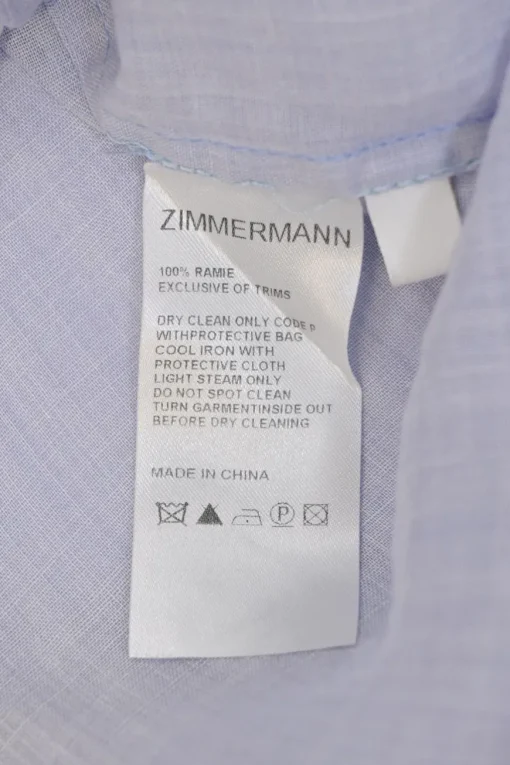 ZIMMERMANN
100% RAMIE
EXCLUSIVE OF TRIMS
DRY CLEAN ONLY CODE P
WITHPROTECTIVE BAG
COOL IRON WITH
PROTECTIVE CLOTH
LIGHT STEAM ONLY
DO NOT SPOT CLEAN
TURN GARMENTINSIDE OUT
BEFORE DRY CLEANING
MADE IN CHINA
P